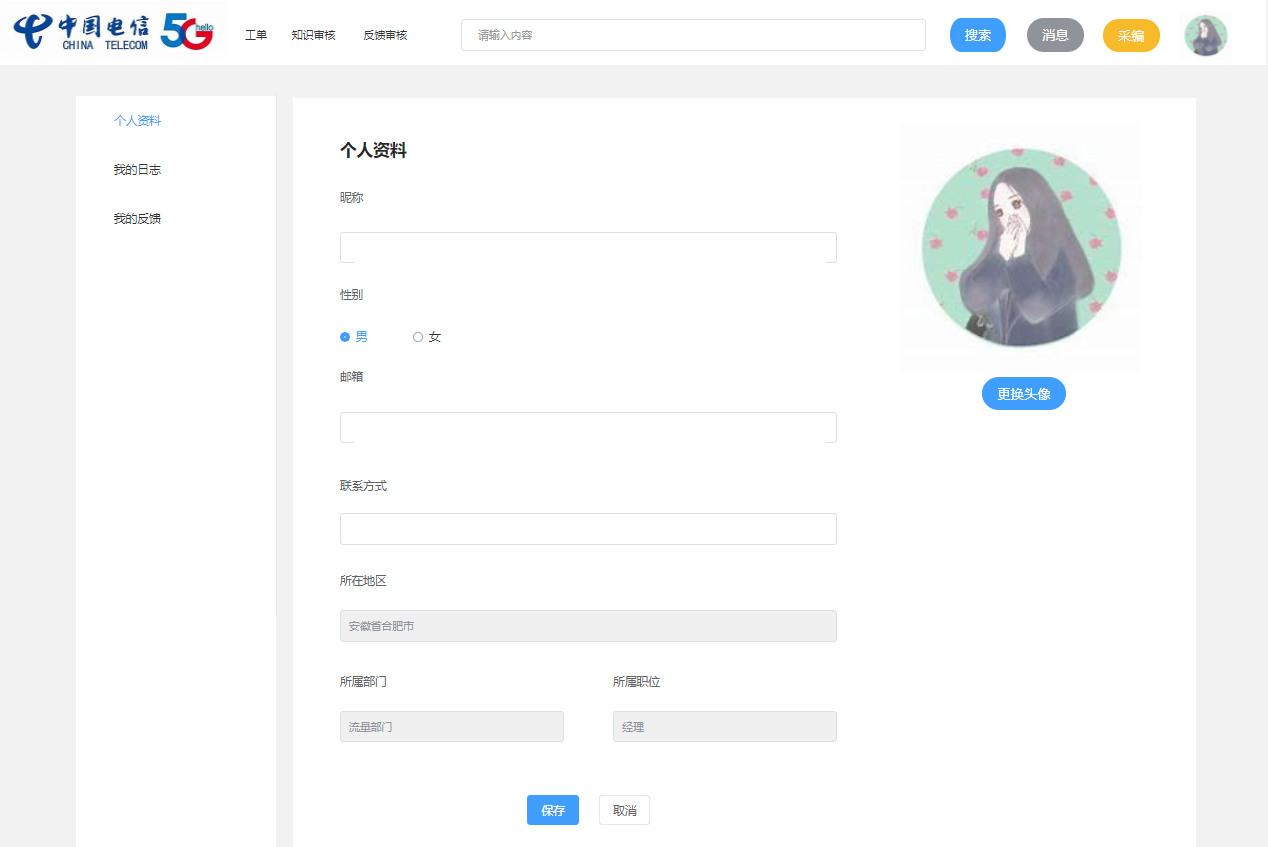 中国电信 CHINA TELECOM 5G hello 工单 知识审核 反馈审核 请输入内容 搜索 消息 采编
个人资料
我的日志
我的反馈
个人资料
昵称
性别
男 女
邮箱
更换头像
联系方式
所在地区
安徽省合肥市
所属部门 所属职位
流量部门 经理
保存 取消